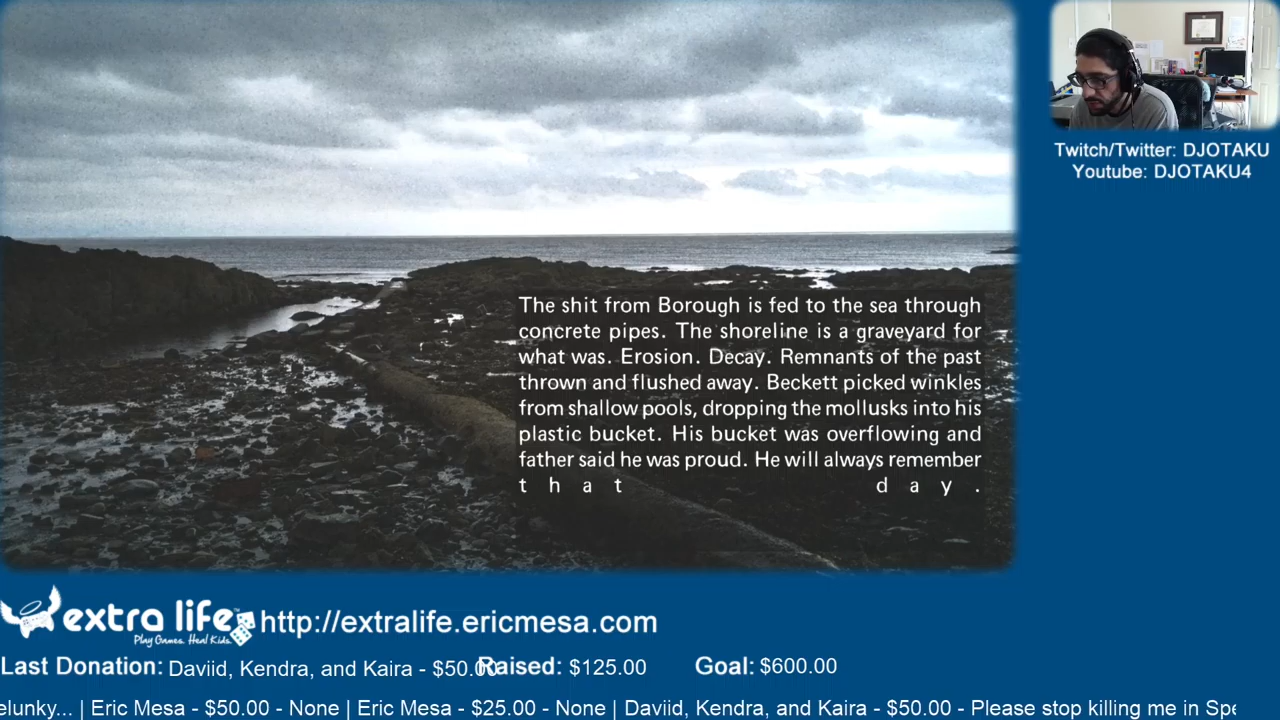 The shit from Borough is fed to the sea through
concrete pipes. The shoreline is a graveyard for
what was. Erosion. Decay. Remnants of the past
thrown and flushed away. Beckett picked winkles
from shallow pools, dropping the mollusks into his
plastic bucket. His bucket was overflowing and
father said he was proud. He will always remember
that day.
Twitch/Twitter: DJOTAKU
Youtube: DJOTAKU4
extra life
Play Games. Heal Kids.
http://extralife.ericmesa.com
Last Donation: Daviid, Kendra, and Kaira - $50.00 Raised: $125.00 Goal: $600.00
elunky... | Eric Mesa - $50.00 - None | Eric Mesa - $25.00 - None | Daviid, Kendra, and Kaira - $50.00 - Please stop killing me in Spe